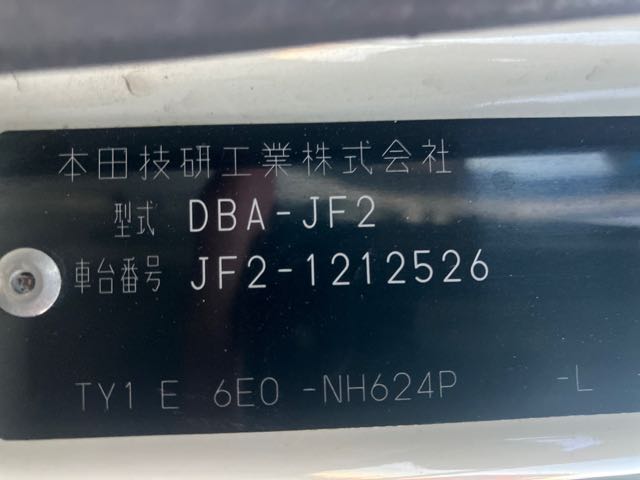 本田技研工業株式会社
型式 DBA-JF2
車台番号 JF2-1212526
TY1 E 6E0 -NH624P -L